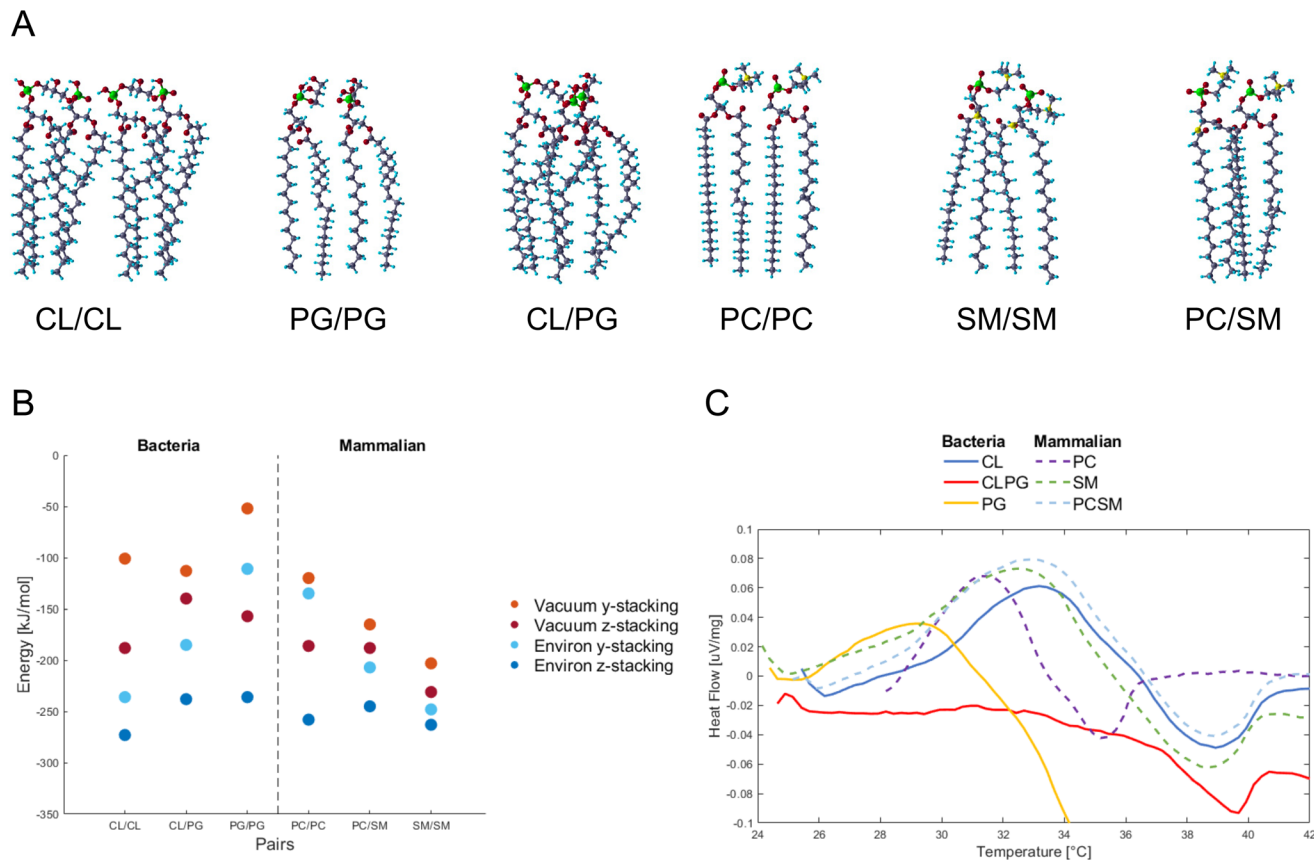 A
CL/CL
PG/PG
CL/PG
PC/PC
SM/SM
PC/SM
B
Bacteria
Mammalian
0
-50
-100
-150
-200
-250
-300
-350
Energy [kJ/mol]
CL/CL
CL/PG
PG/PG
PC/PC
PC/SM
SM/SM
Pairs
Vacuum y-stacking
Vacuum z-stacking
Environ y-stacking
Environ z-stacking
C
Bacteria
Mammalian
CL
PC
CLPG
SM
PG
PCSM
0.1
0.08
0.06
0.04
0.02
0
-0.02
-0.04
-0.06
-0.08
-0.1
Heat Flow [uV/mg]
24
26
28
30
32
34
36
38
40
42
Temperature [°C]